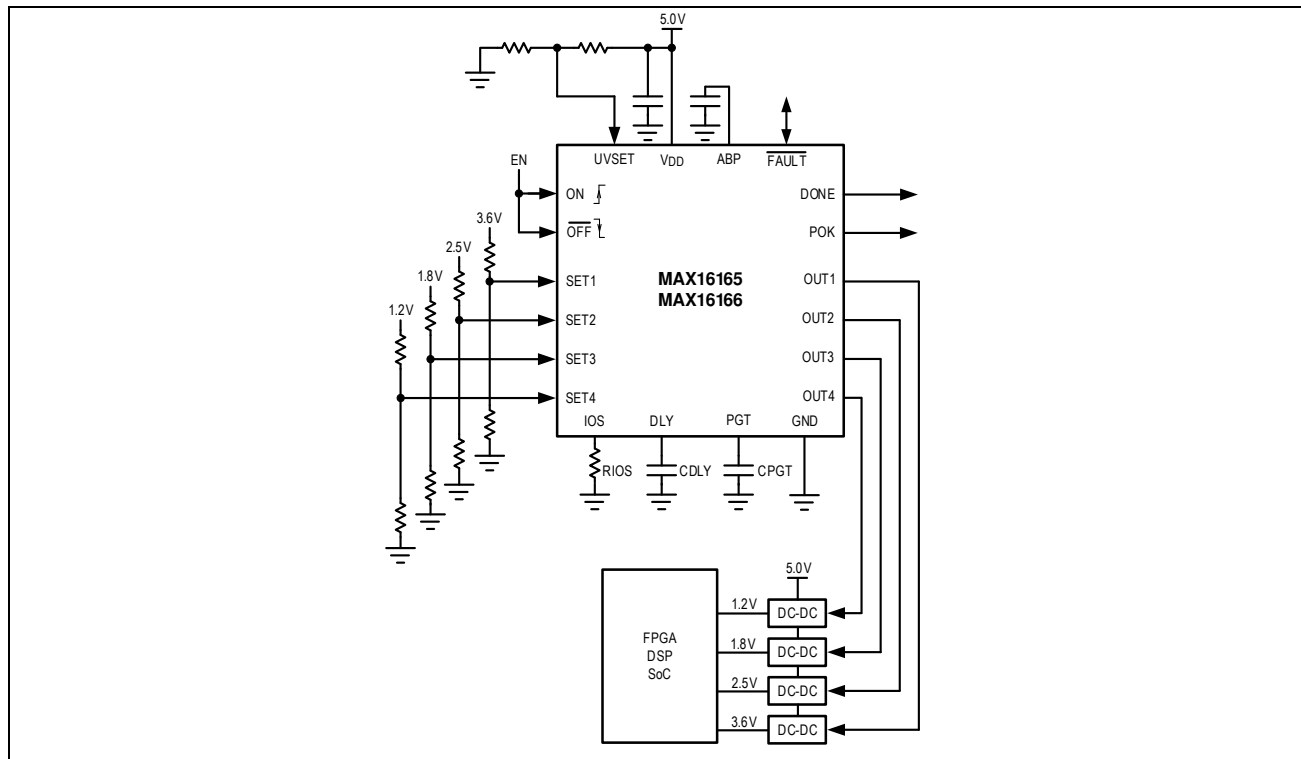 5.0V
UVSET
VDD
ABP
FAULT
EN
ON
DONE
3.6V
OFF
POK
2.5V
MAX16165
MAX16166
1.8V
SET1
OUT1
1.2V
SET2
OUT2
SET3
OUT3
SET4
OUT4
IOS
DLY
PGT
GND
RIOS
CDLY
CPGT
5.0V
1.2V
DC-DC
FPGA
DSP
SoC
1.8V
DC-DC
2.5V
DC-DC
3.6V
DC-DC